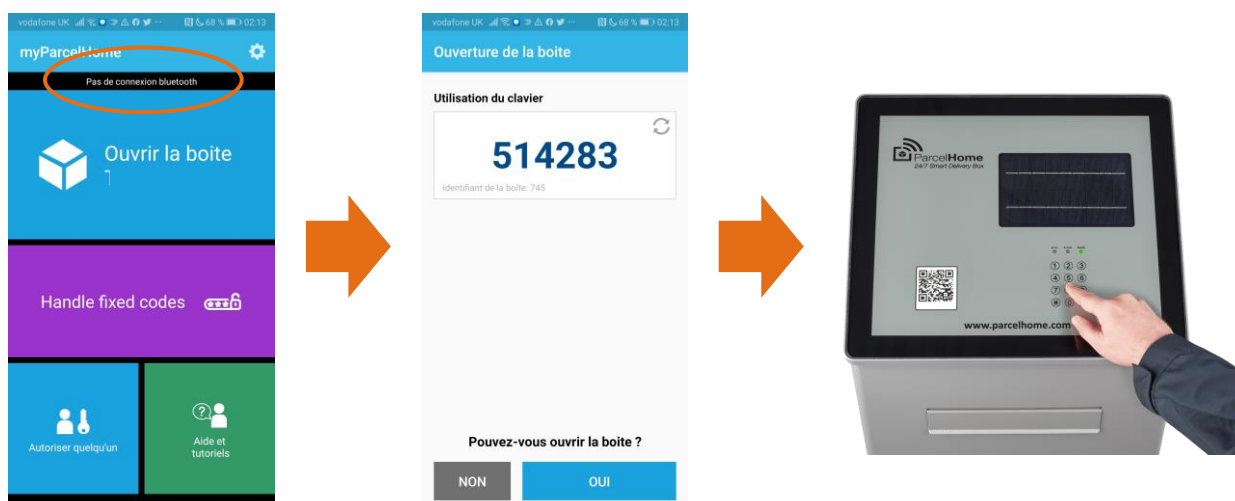 vodafone UK 68 % 02:13
myParcelHome
Pas de connexion bluetooth
Ouvrir la boite
Handle fixed codes
Autoriser quelqu'un
Aide et
tutoriels
vodafone UK 68 % 02:13
Ouverture de la boite
Utilisation du clavier
514283
Identifiant de la boite: 745
Pouvez-vous ouvrir la boite ?
NON OUI
ParcelHome
24/7 Smart Delivery Box
1 2 3
4 5 6
7
0
www.parcelhome.com